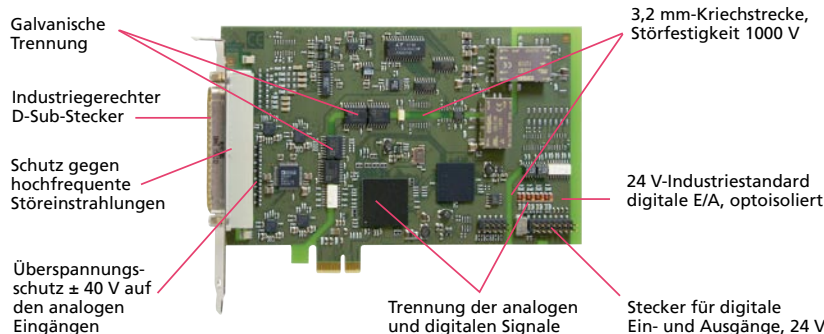 Galvanische
Trennung
3,2 mm-Kriechstrecke,
Störfestigkeit 1000 V
Industriegerechter
D-Sub-Stecker
Schutz gegen
hochfrequente
Störeinstrahlungen
24 V-Industriestandard
digitale E/A, optoisoliert
Überspannungs-
schutz ± 40 V auf
den analogen
Eingängen
Trennung der analogen
und digitalen Signale
Stecker für digitale
Ein- und Ausgänge, 24 V